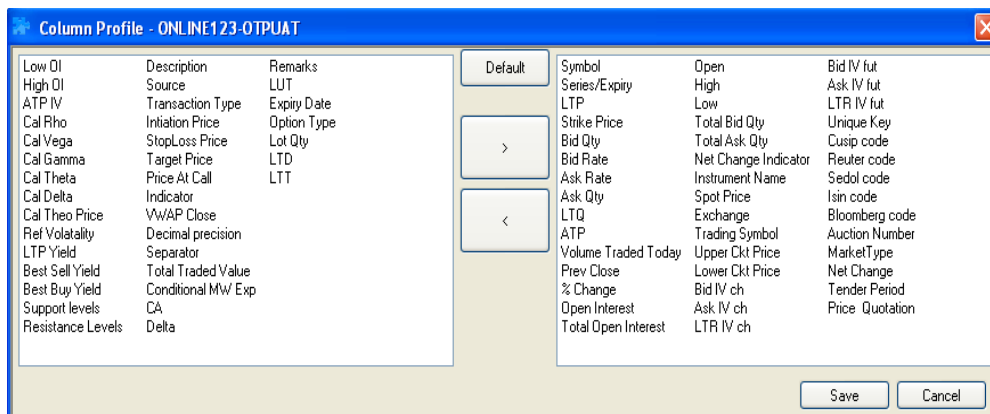 Column Profile - ONLINE123-OTPUAT
Low OI Description Remarks
High OI Source LUT
ATP IV Transaction Type Expiry Date
Cal Rho Intiation Price Option Type
Cal Vega StopLoss Price Lot Qty
Cal Gamma Target Price LTD
Cal Theta Price At Call LTT
Cal Delta Indicator
Cal Theo Price VWAP Close
Ref Volatality Decimal precision
LTP Yield Separator
Best Sell Yield Total Traded Value
Best Buy Yield Conditional MW Exp
Support levels CA
Resistance Levels Delta
Default
>
<
Symbol Open Bid IV fut
Series/Expiry High Ask IV fut
LTP Low LTR IV fut
Strike Price Total Bid Qty Unique Key
Bid Qty Total Ask Qty Cusip code
Bid Rate Net Change Indicator Reuter code
Ask Rate Instrument Name Sedol code
Ask Qty Spot Price Isin code
LTQ Exchange Bloomberg code
ATP Trading Symbol Auction Number
Volume Traded Today Upper Ckt Price MarketType
Prev Close Lower Ckt Price Net Change
% Change Bid IV ch Tender Period
Open Interest Ask IV ch Price Quotation
Total Open Interest LTR IV ch
Save Cancel